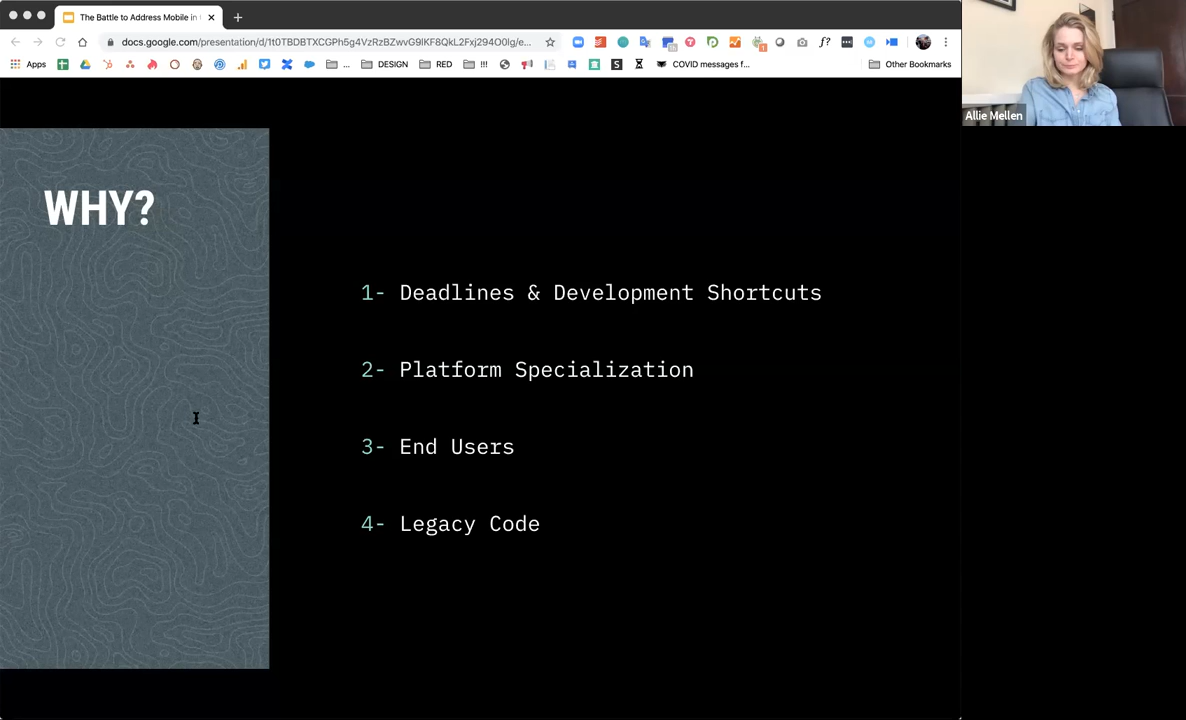 The Battle to Address Mobile in
docs.google.com/presentation/d/1t0TBDBTXCGPh5g4VzRzBZwvG9lKF8QkL2Fxj294O0lg/e...
Apps
...
DESIGN
RED
!!!
COVID messages f...
Other Bookmarks
Allie Mellen
WHY?
1- Deadlines & Development Shortcuts
2- Platform Specialization
3- End Users
4- Legacy Code